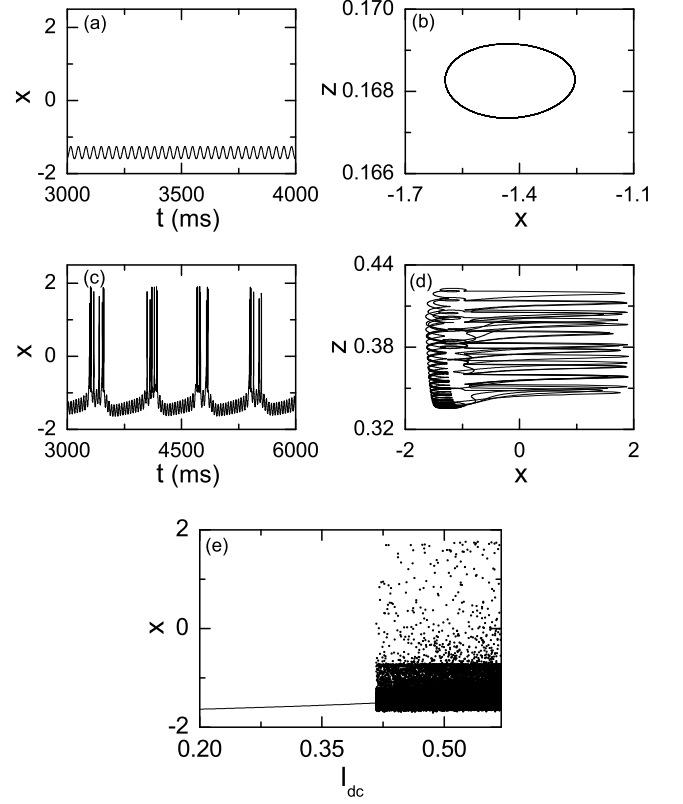 (a)
x
2
0
-2
3000 3500 4000
t (ms)
(b)
z
0.170
0.168
0.166
-1.7 -1.4 -1.1
x
(c)
x
2
0
-2
3000 4500 6000
t (ms)
(d)
z
0.44
0.38
0.32
-2 0 2
x
(e)
x
2
0
-2
0.20 0.35 0.50
I_dc